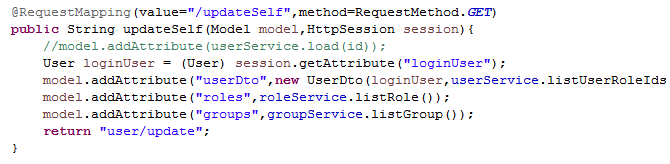 @RequestMapping(value="/updateSelf",method=RequestMethod.GET)
public String updateSelf(Model model,HttpSession session){
//model.addAttribute(userService.load(id));
User loginUser = (User) session.getAttribute("loginUser");
model.addAttribute("userDto",new UserDto(loginUser,userService.listUserRoleIds
model.addAttribute("roles",roleService.listRole());
model.addAttribute("groups",groupService.listGroup());
return "user/update";
}